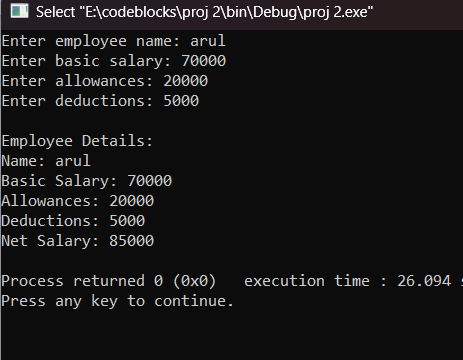 Select "E:\codeblocks\proj 2\bin\Debug\proj 2.exe"
Enter employee name: arul
Enter basic salary: 70000
Enter allowances: 20000
Enter deductions: 5000
Employee Details:
Name: arul
Basic Salary: 70000
Allowances: 20000
Deductions: 5000
Net Salary: 85000
Process returned 0 (0x0)   execution time : 26.094 s
Press any key to continue.